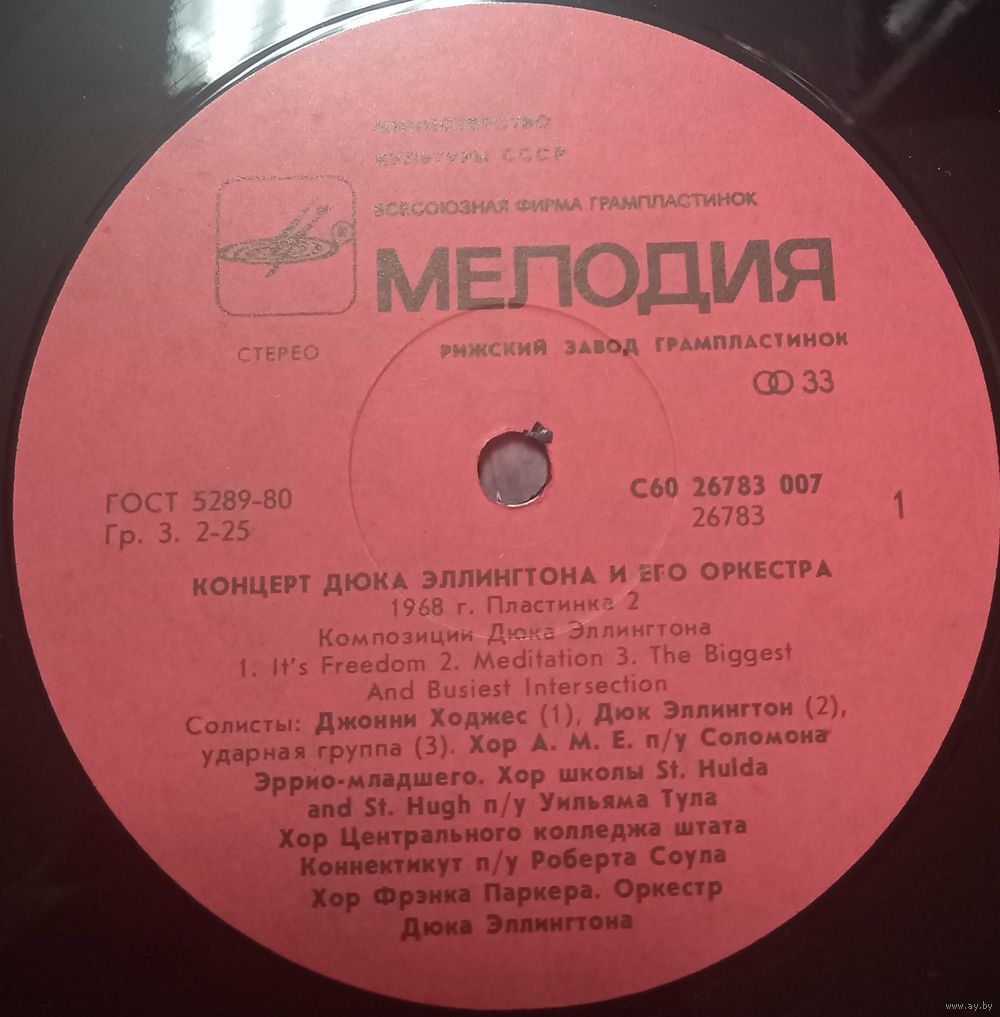 МИНИСТЕРСТВО
КУЛЬТУРЫ СССР
ВСЕСОЮЗНАЯ ФИРМА ГРАМПЛАСТИНОК
МЕЛОДИЯ
СТЕРЕО
РИЖСКИЙ ЗАВОД ГРАМПЛАСТИНОК
33
ГОСТ 5289-80
Гр. 3. 2-25
С60 26783 007
26783
1
КОНЦЕРТ ДЮКА ЭЛЛИНГТОНА И ЕГО ОРКЕСТРА
1968 г. Пластинка 2
Композиции Дюка Эллингтона
1. It's Freedom 2. Meditation 3. The Biggest
And Busiest Intersection
Солисты: Джонни Ходжес (1), Дюк Эллингтон (2),
ударная группа (3). Хор А. М. Е. п/у Соломона
Эррио-младшего. Хор школы St. Hulda
and St. Hugh п/у Уильяма Тула
Хор Центрального колледжа штата
Коннектикут п/у Роберта Соула
Хор Фрэнка Паркера. Оркестр
Дюка Эллингтона
www.ay.by